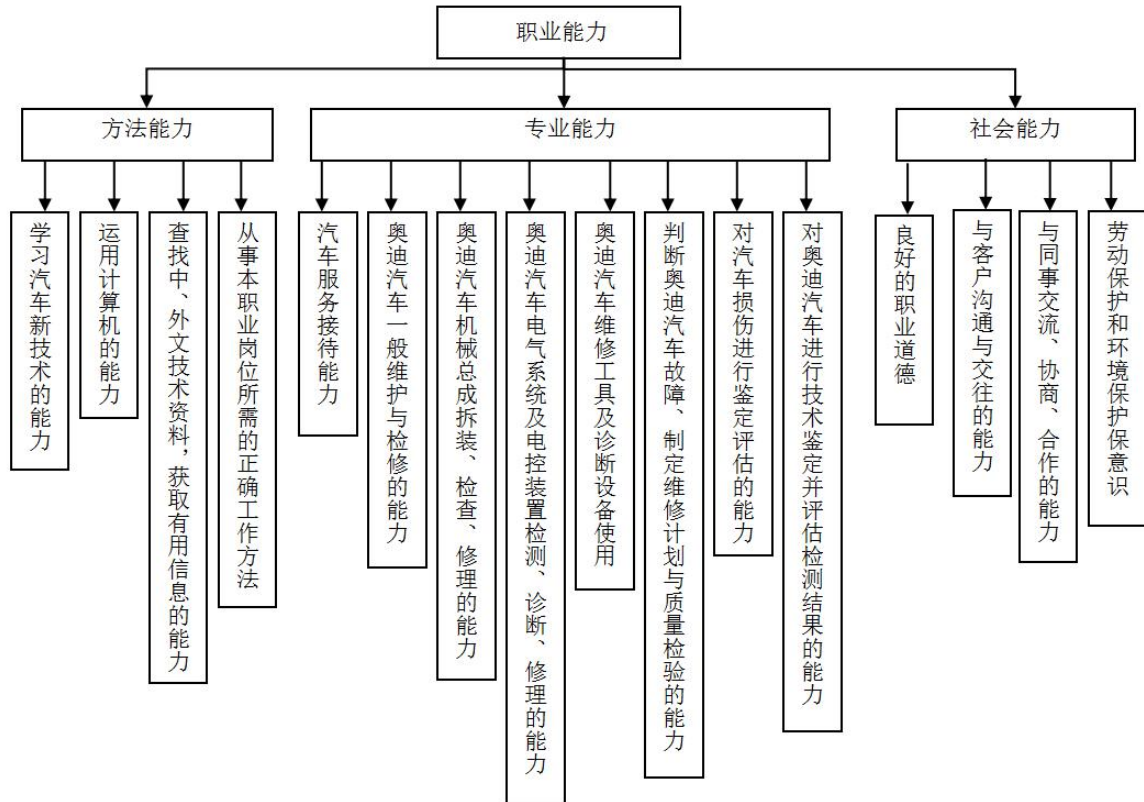 职业能力
方法能力
专业能力
社会能力
学习汽车新技术的能力
运用计算机的能力
查找中、外文技术资料，获取有用信息的能力
从事本职业岗位所需的正确工作方法
汽车服务接待能力
奥迪汽车一般维护与检修的能力
奥迪汽车机械总成拆装、检查、修理的能力
奥迪汽车电气系统及电控装置检测、诊断、修理的能力
奥迪汽车维修工具及诊断设备使用
判断奥迪汽车故障、制定维修计划与质量检验的能力
对汽车损伤进行鉴定评估的能力
对奥迪汽车进行技术鉴定并评估检测结果的能力
良好的职业道德
与客户沟通与交往的能力
与同事交流、协商、合作的能力
劳动保护和环境保护保意识